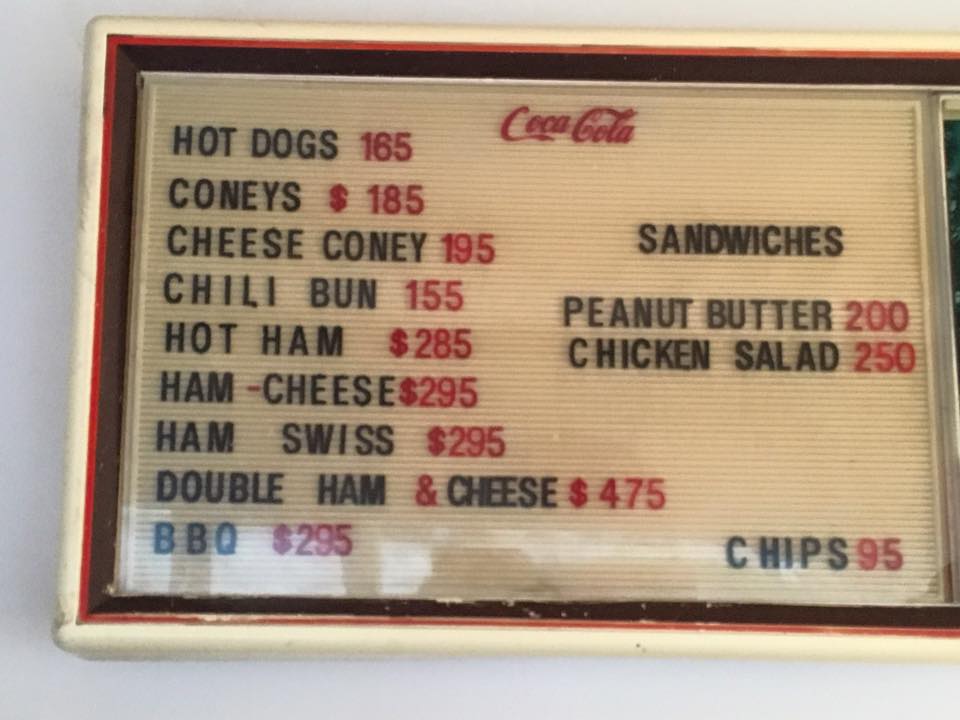 Coca-Cola
HOT DOGS 165
CONEYS $ 185
CHEESE CONEY 195
CHILI BUN 155
HOT HAM $285
HAM -CHEESE $295
HAM SWISS $295
DOUBLE HAM & CHEESE $ 475
BBQ $295
SANDWICHES
PEANUT BUTTER 200
CHICKEN SALAD 250
CHIPS 95